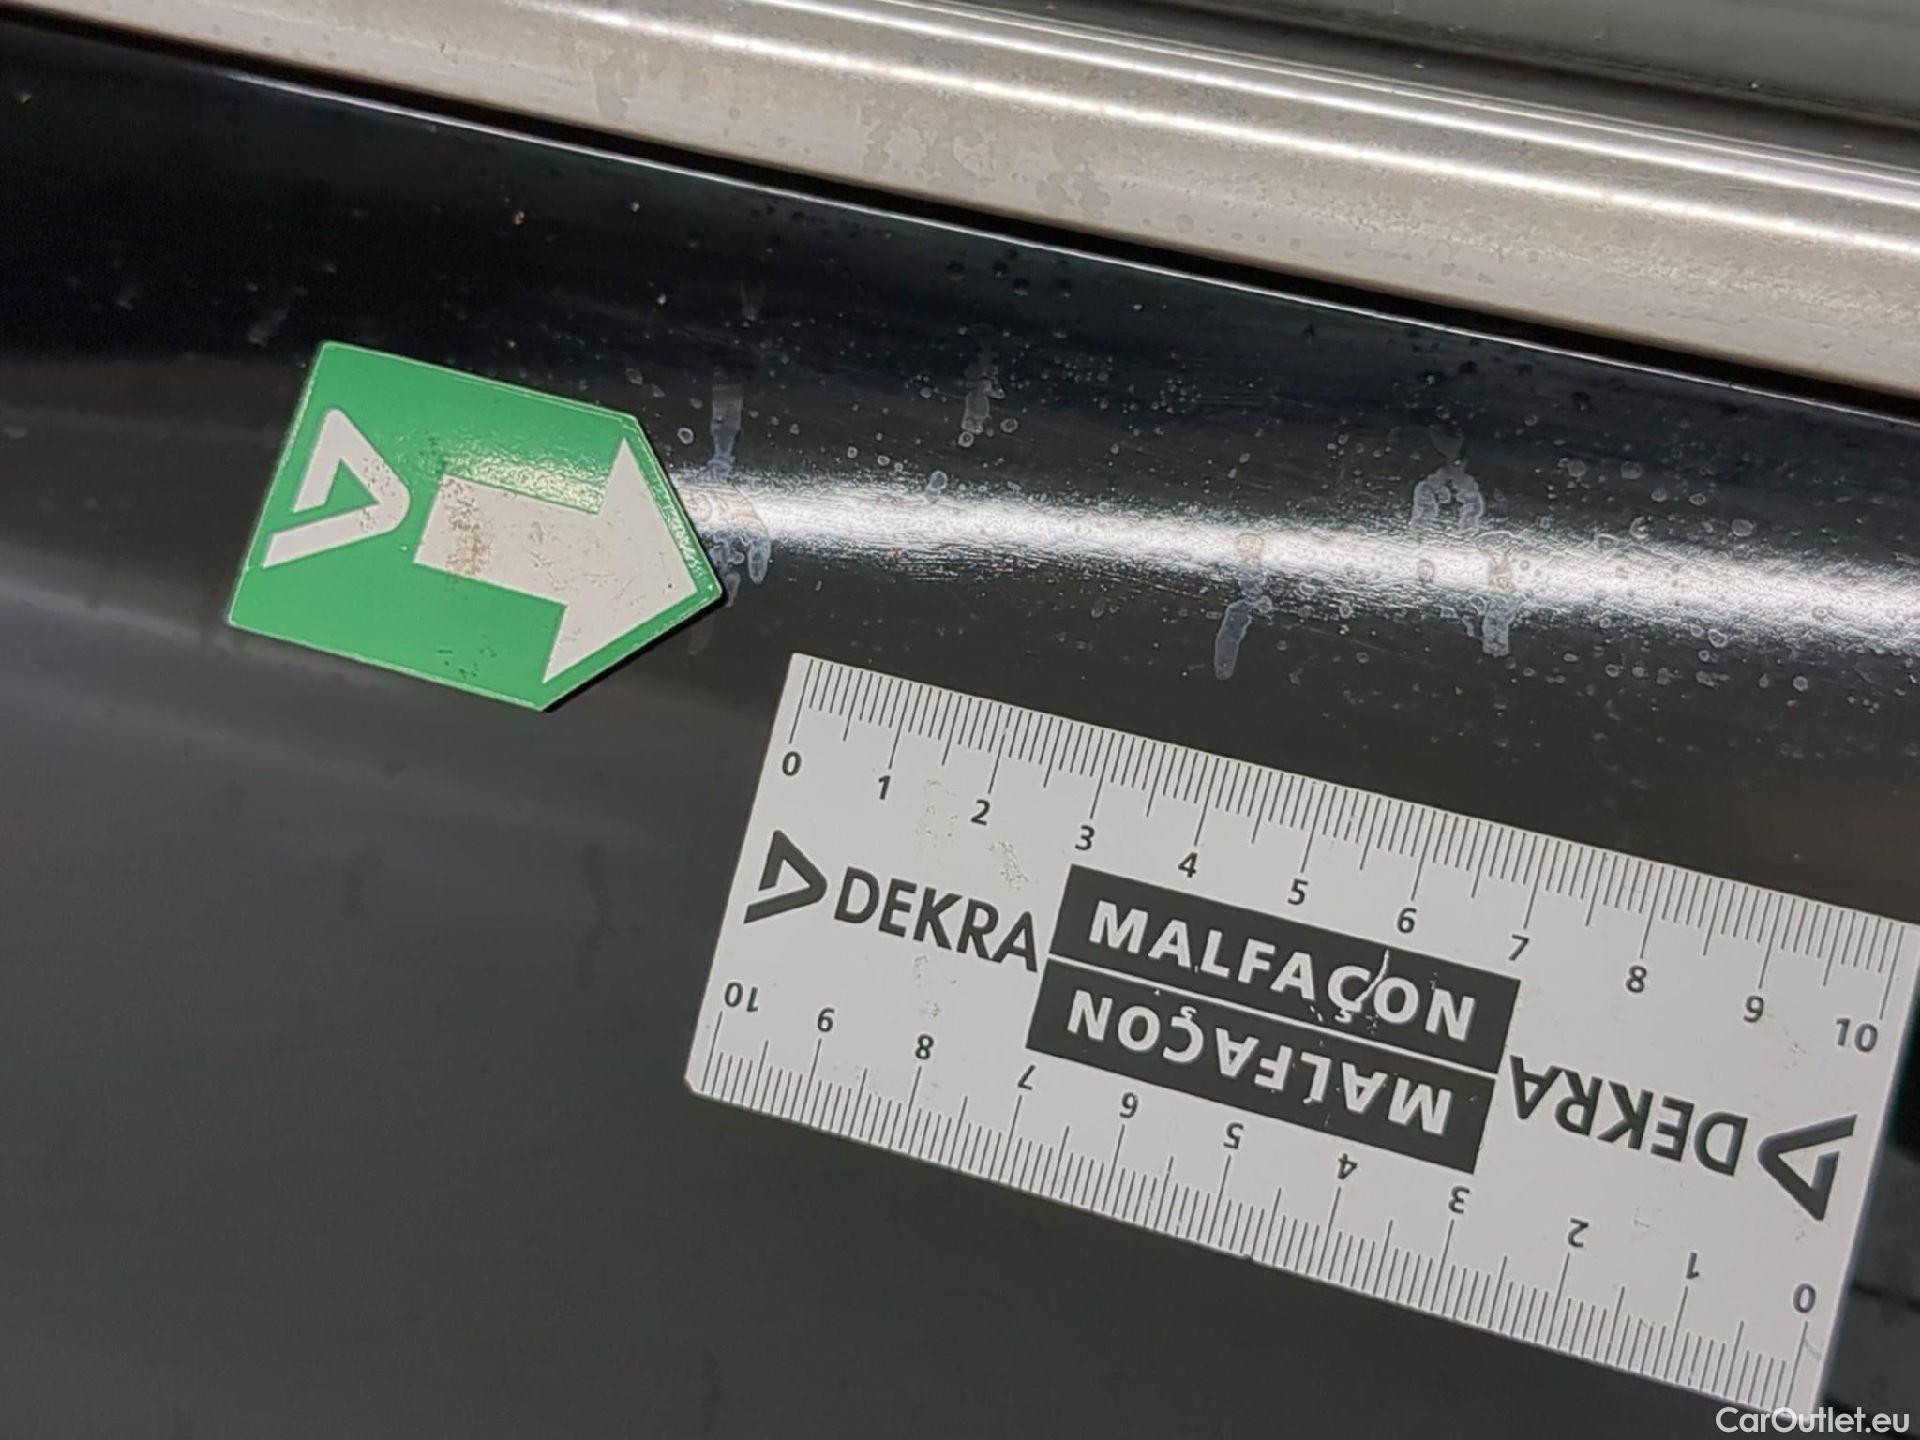 0 1 2 3 4 5 6 7 8 9 10
DEKRA
MALFAÇON
MALFAÇON
DEKRA
10 9 8 7 6 5 4 3 2 1 0
CarOutlet.eu